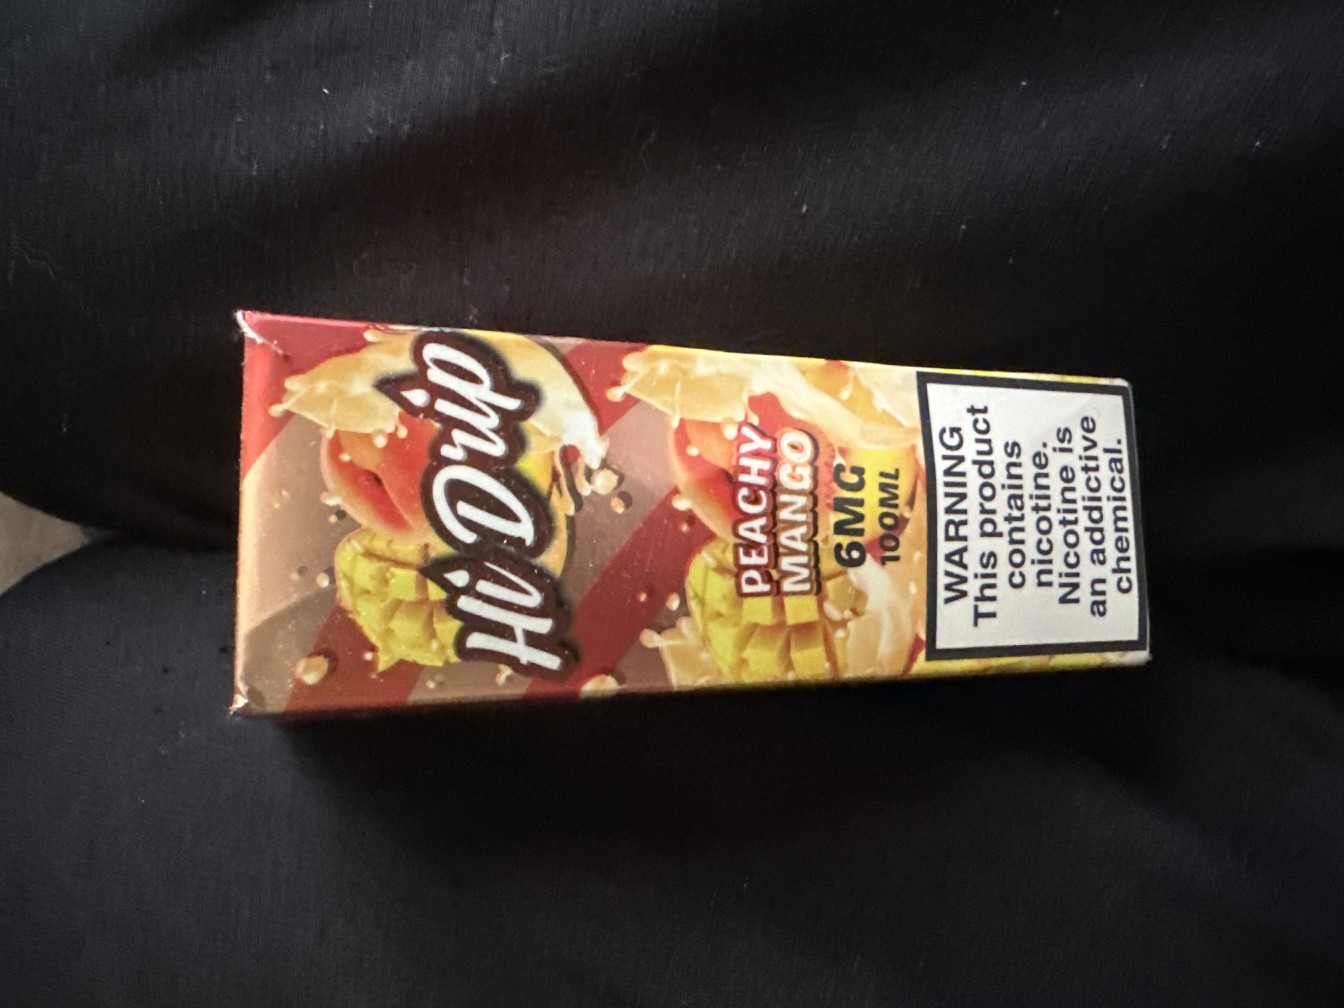 Hi Drip
PEACHY
MANGO
6MG
100ML
WARNING
This product
contains
nicotine.
Nicotine is
an addictive
chemical.